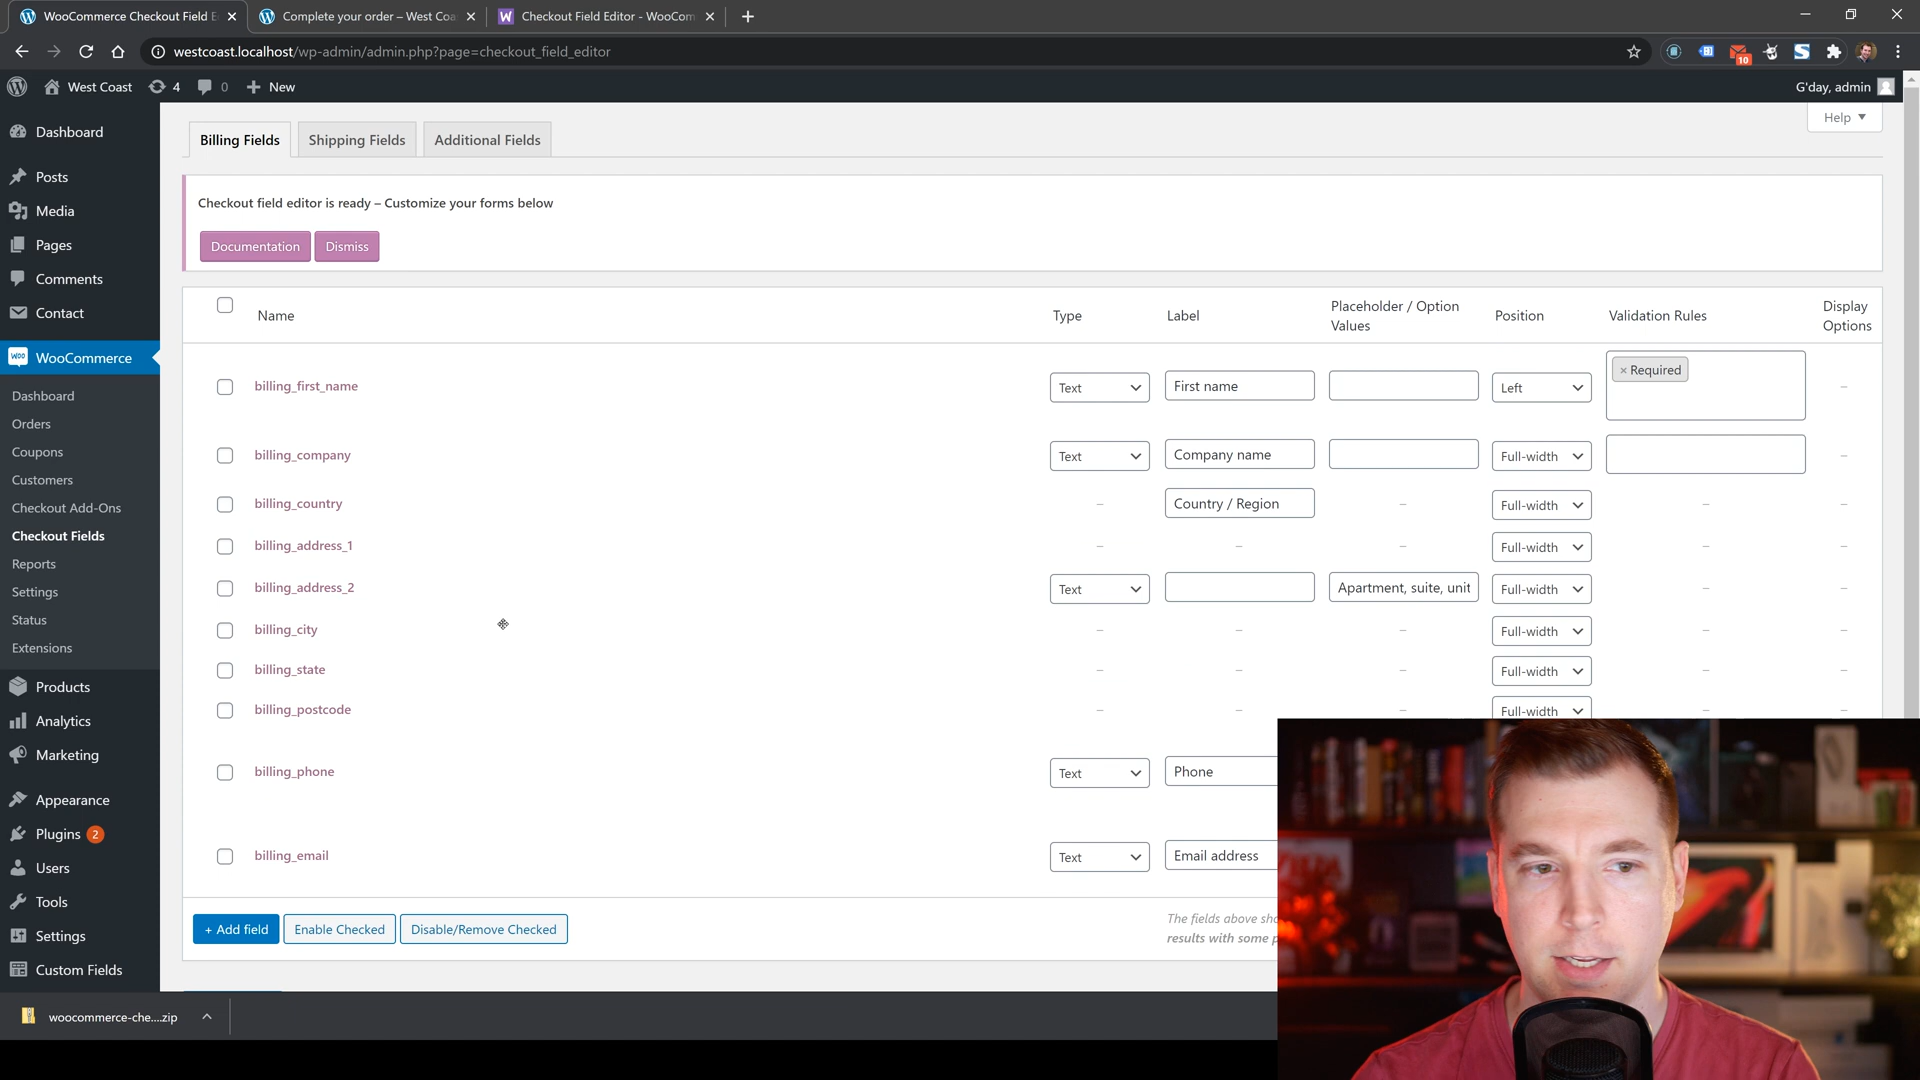 WooCommerce Checkout Field E
Complete your order – West Coa
Checkout Field Editor - WooCom
westcoast.localhost/wp-admin/admin.php?page=checkout_field_editor
10
West Coast
4
0
New
G'day, admin
Help
Dashboard
Posts
Media
Pages
Comments
Contact
WOO
WooCommerce
Dashboard
Orders
Coupons
Customers
Checkout Add-Ons
Checkout Fields
Reports
Settings
Status
Extensions
Products
Analytics
Marketing
Appearance
Plugins 2
Users
Tools
Settings
Custom Fields
Billing Fields
Shipping Fields
Additional Fields
Checkout field editor is ready – Customize your forms below
Documentation
Dismiss
Name
Type
Label
Placeholder / Option
Values
Position
Validation Rules
Display
Options
billing_first_name
Text
First name
Left
× Required
–
billing_company
Text
Company name
Full-width
–
billing_country
–
Country / Region
–
Full-width
–
–
billing_address_1
–
–
–
Full-width
–
–
billing_address_2
Text
Apartment, suite, unit
Full-width
–
–
billing_city
–
–
–
Full-width
–
–
billing_state
–
–
–
Full-width
–
–
billing_postcode
–
–
–
Full-width
–
–
billing_phone
Text
Phone
billing_email
Text
Email address
+ Add field
Enable Checked
Disable/Remove Checked
The fields above sho
results with some p
woocommerce-che....zip